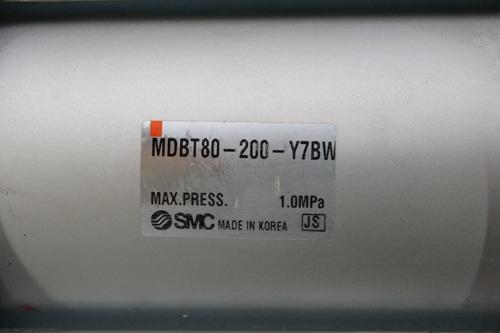 MDBT80-200-Y7BW
MAX.PRESS. 1.0MPa
SMC MADE IN KOREA JS